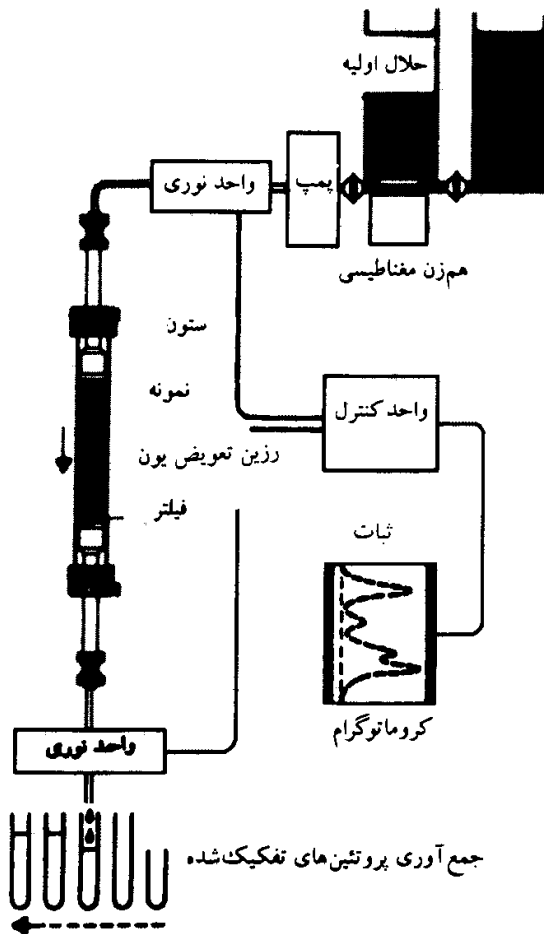 حلال اولیه
پمپ
واحد نوری
هم‌زن مغناطیسی
ستون
نمونه
واحد کنترل
رزین تعویض یون
فیلتر
ثبات
کروماتوگرام
واحد نوری
جمع آوری پروتئین‌های تفکیک‌شده